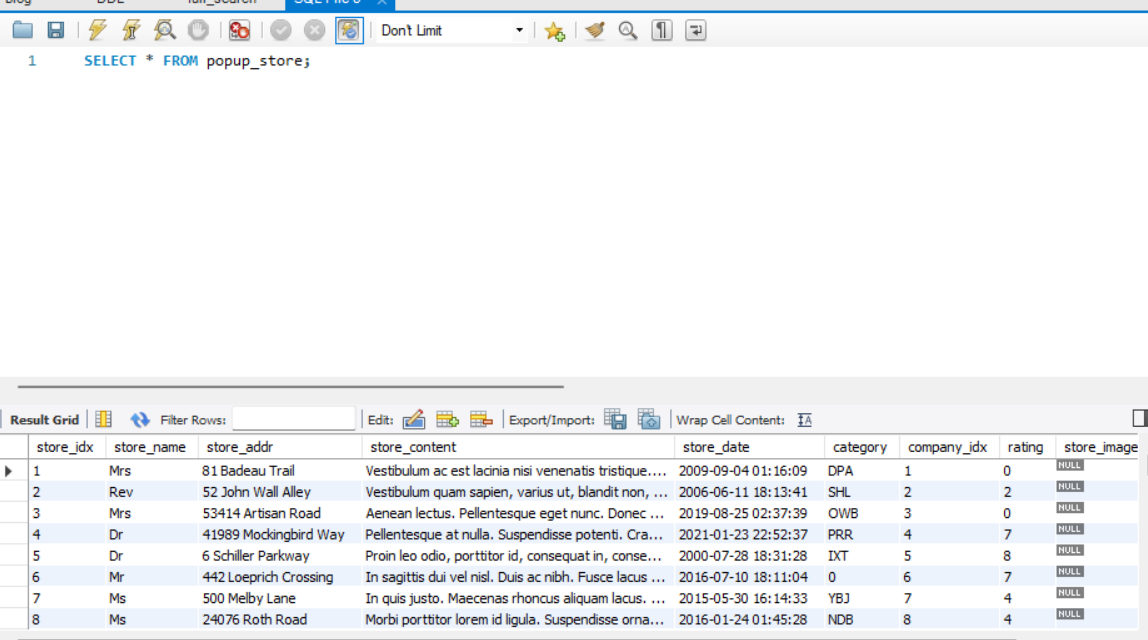 Don't Limit
1 SELECT * FROM popup_store;
Result Grid Filter Rows: Edit: Export/Import: Wrap Cell Content: IA
store_idx store_name store_addr store_content store_date category company_idx rating store_image
1 Mrs 81 Badeau Trail Vestibulum ac est lacinia nisi venenatis tristique.... 2009-09-04 01:16:09 DPA 1 0 NULL
2 Rev 52 John Wall Alley Vestibulum quam sapien, varius ut, blandit non, ... 2006-06-11 18:13:41 SHL 2 2 NULL
3 Mrs 53414 Artisan Road Aenean lectus. Pellentesque eget nunc. Donec ... 2019-08-25 02:37:39 OWB 3 0 NULL
4 Dr 41989 Mockingbird Way Pellentesque at nulla. Suspendisse potenti. Cra... 2021-01-23 22:52:37 PRR 4 7 NULL
5 Dr 6 Schiller Parkway Proin leo odio, porttitor id, consequat in, conse... 2000-07-28 18:31:28 IXT 5 8 NULL
6 Mr 442 Loeprich Crossing In sagittis dui vel nisl. Duis ac nibh. Fusce lacus ... 2016-07-10 18:11:04 0 6 7 NULL
7 Ms 500 Melby Lane In quis justo. Maecenas rhoncus aliquam lacus. ... 2015-05-30 16:14:33 YBJ 7 4 NULL
8 Ms 24076 Roth Road Morbi porttitor lorem id ligula. Suspendisse orna... 2016-01-24 01:45:28 NDB 8 4 NULL